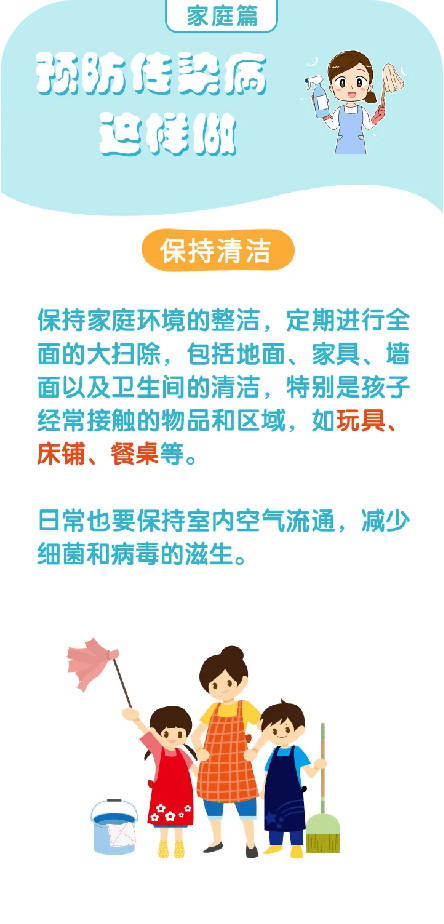 家庭篇
预防传染病
这样做
保持清洁
保持家庭环境的整洁，定期进行全
面的大扫除，包括地面、家具、墙
面以及卫生间的清洁，特别是孩子
经常接触的物品和区域，如玩具、
床铺、餐桌等。
日常也要保持室内空气流通，减少
细菌和病毒的滋生。